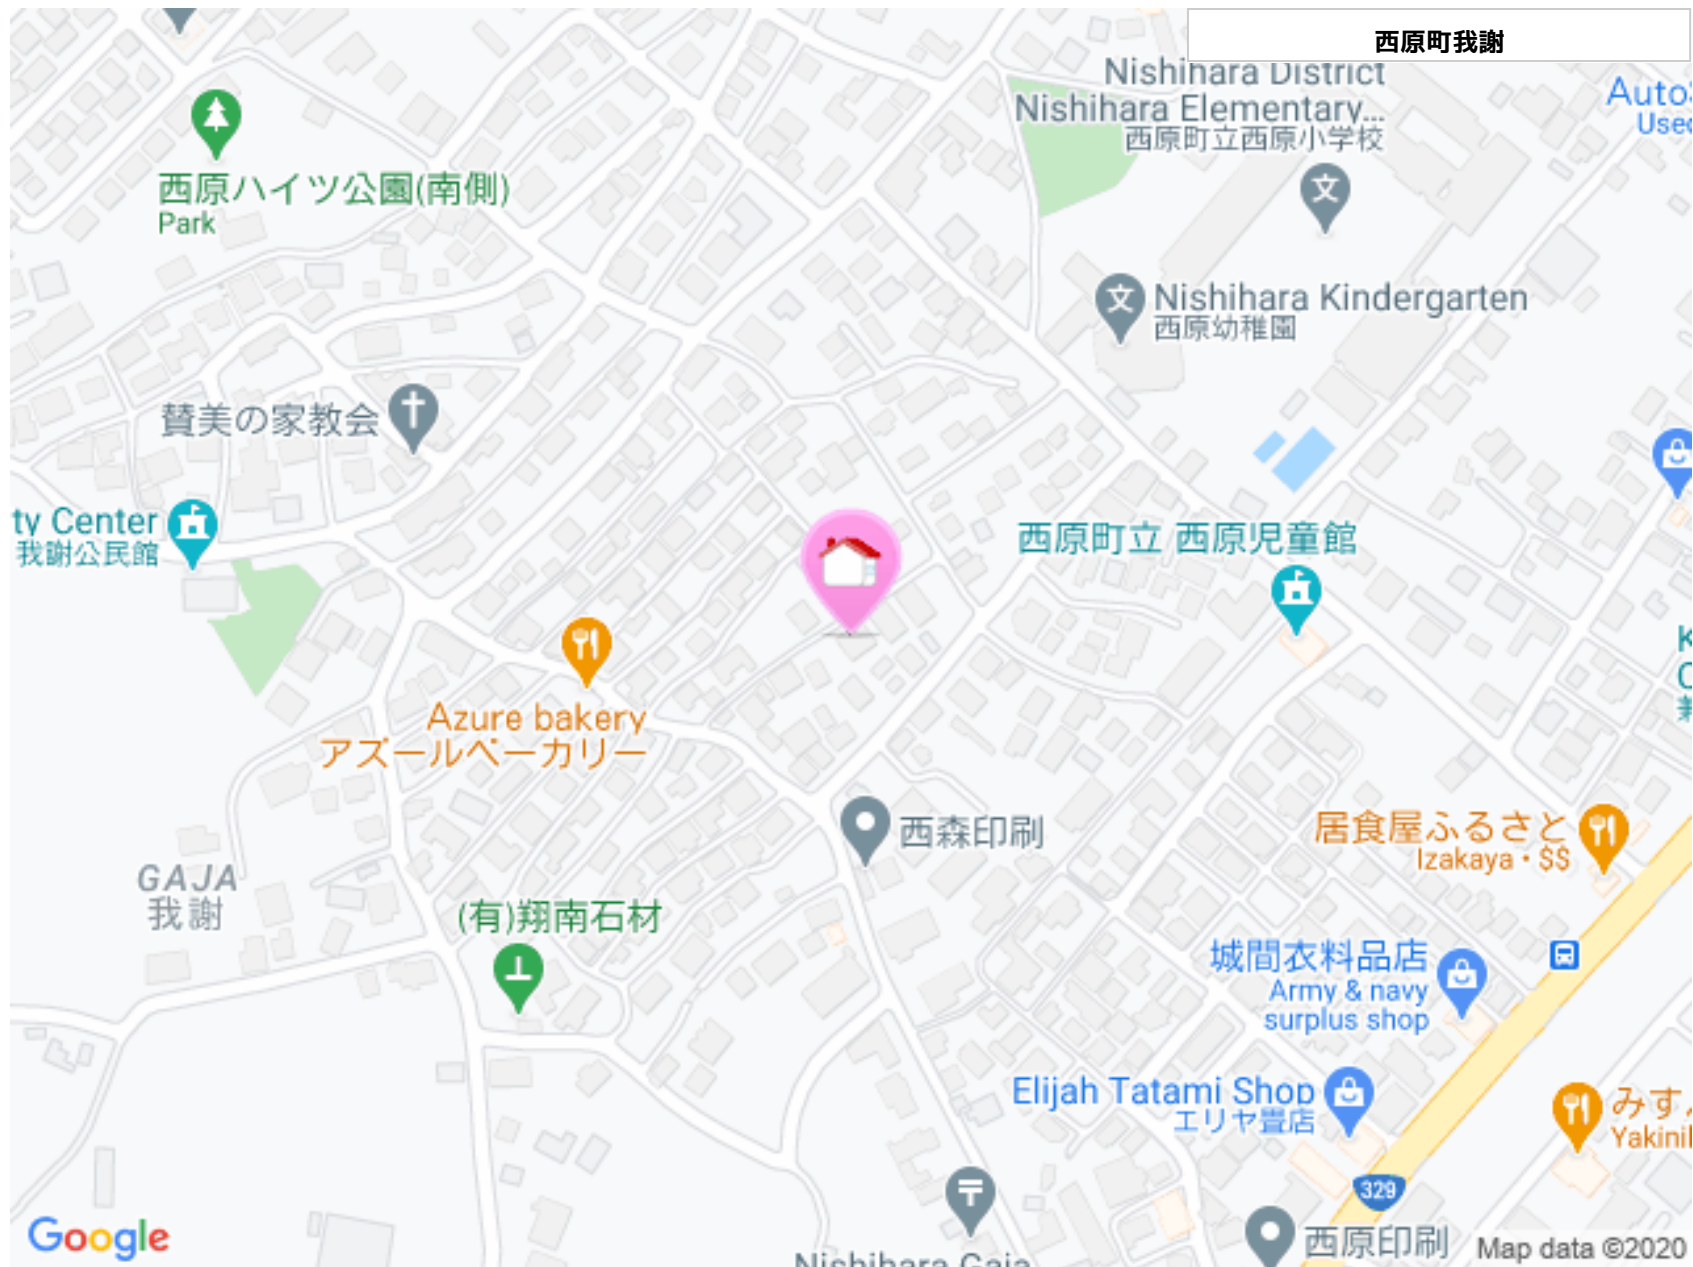 西原町我謝
Nishihara District
Nishihara Elementary...
西原町立西原小学校
文
西原ハイツ公園(南側)
Park
文
Nishihara Kindergarten
西原幼稚園
賛美の家教会
ty Center
我謝公民館
西原町立 西原児童館
Azure bakery
アズールベーカリー
西森印刷
居食屋ふるさと
Izakaya・$$
GAJA
我謝
(有)翔南石材
城間衣料品店
Army & navy
surplus shop
Elijah Tatami Shop
エリヤ畳店
みす
Yakini
329
西原印刷
Nishihara Gaja
Google
Map data ©2020